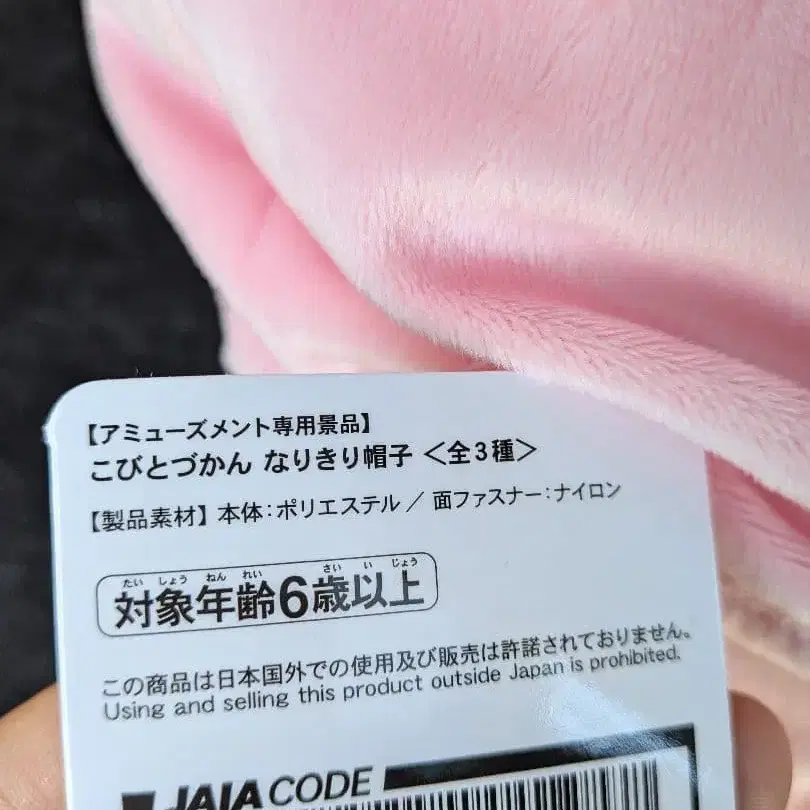 【アミューズメント専用景品】
こびとづかん なりきり帽子 ＜全3種＞
【製品素材】本体：ポリエステル／面ファスナー：ナイロン
たい しょう ねん れい さい い じょう
対象年齢6歳以上
この商品は日本国外での使用及び販売は許諾されておりません。
Using and selling this product outside Japan is prohibited.
JAIA CODE